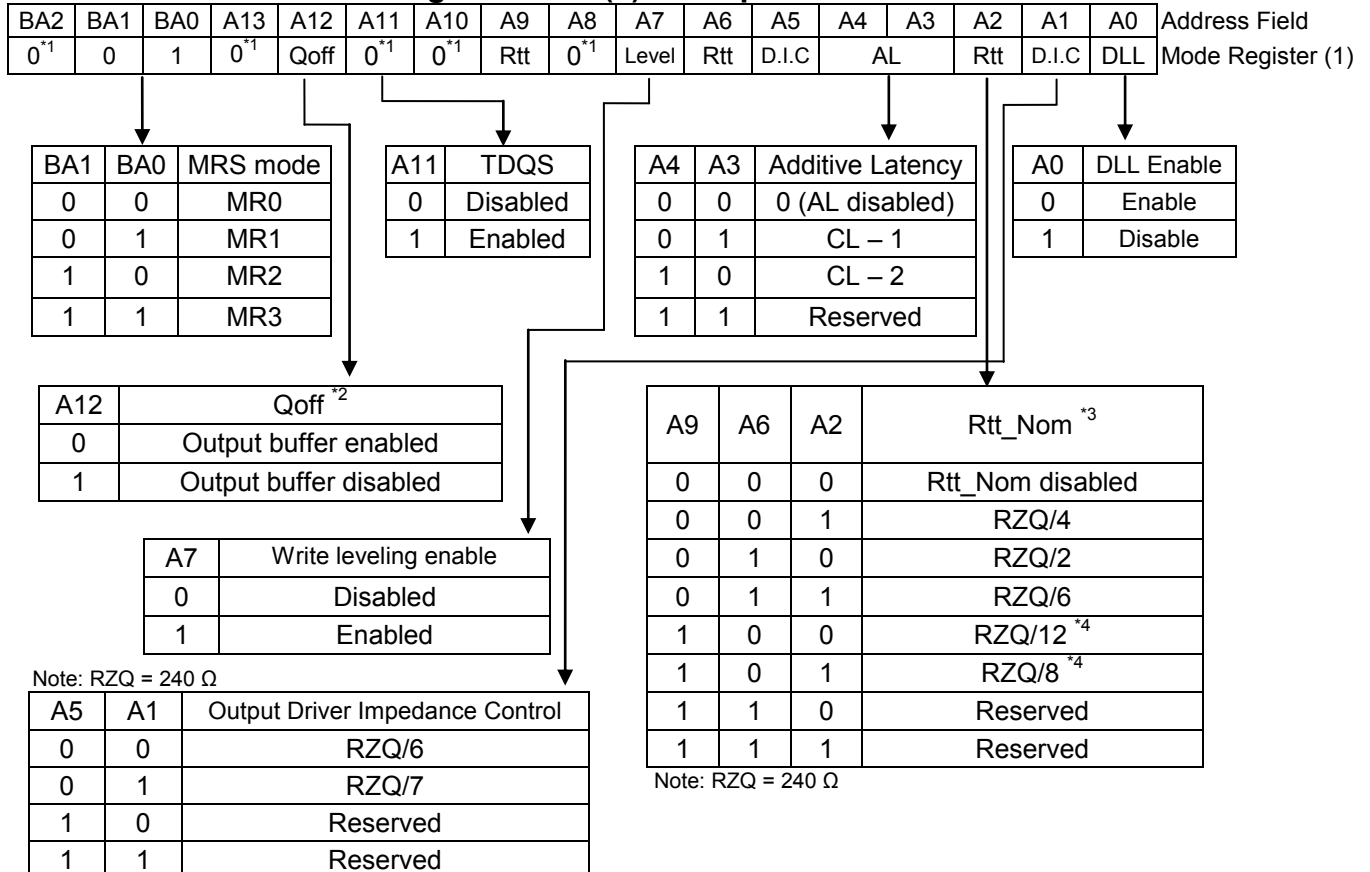 BA2 BA1 BA0 A13 A12 A11 A10 A9 A8 A7 A6 A5 A4 A3 A2 A1 A0 Address Field
0*1 0 1 0*1 Qoff 0*1 0*1 Rtt 0*1 Level Rtt D.I.C AL Rtt D.I.C DLL Mode Register (1)
BA1 BA0 MRS mode
0 0 MR0
0 1 MR1
1 0 MR2
1 1 MR3
A11 TDQS
0 Disabled
1 Enabled
A4 A3 Additive Latency
0 0 0 (AL disabled)
0 1 CL – 1
1 0 CL – 2
1 1 Reserved
A0 DLL Enable
0 Enable
1 Disable
A12 Qoff *2
0 Output buffer enabled
1 Output buffer disabled
A9 A6 A2 Rtt_Nom *3
0 0 0 Rtt_Nom disabled
0 0 1 RZQ/4
0 1 0 RZQ/2
0 1 1 RZQ/6
1 0 0 RZQ/12 *4
1 0 1 RZQ/8 *4
1 1 0 Reserved
1 1 1 Reserved
Note: RZQ = 240 Ω
A7 Write leveling enable
0 Disabled
1 Enabled
Note: RZQ = 240 Ω
A5 A1 Output Driver Impedance Control
0 0 RZQ/6
0 1 RZQ/7
1 0 Reserved
1 1 Reserved